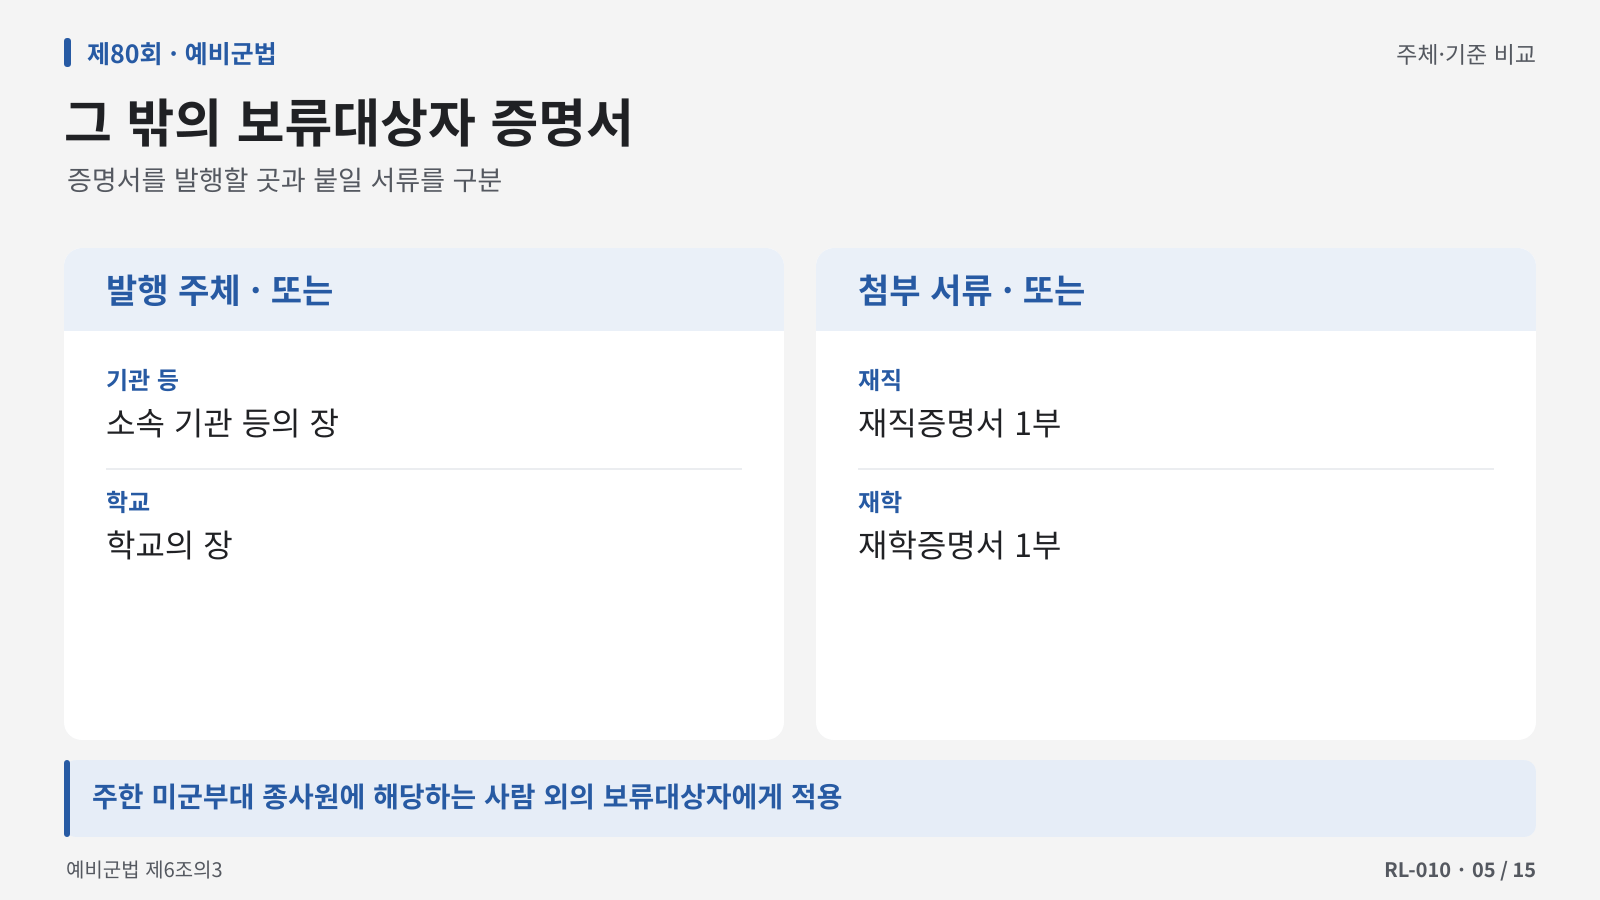 제80회 · 예비군법
주체·기준 비교
그 밖의 보류대상자 증명서
증명서를 발행할 곳과 붙일 서류를 구분
발행 주체 · 또는
기관 등
소속 기관 등의 장
학교
학교의 장
첨부 서류 · 또는
재직
재직증명서 1부
재학
재학증명서 1부
주한 미군부대 종사원에 해당하는 사람 외의 보류대상자에게 적용
예비군법 제6조의3
RL-010 · 05 / 15